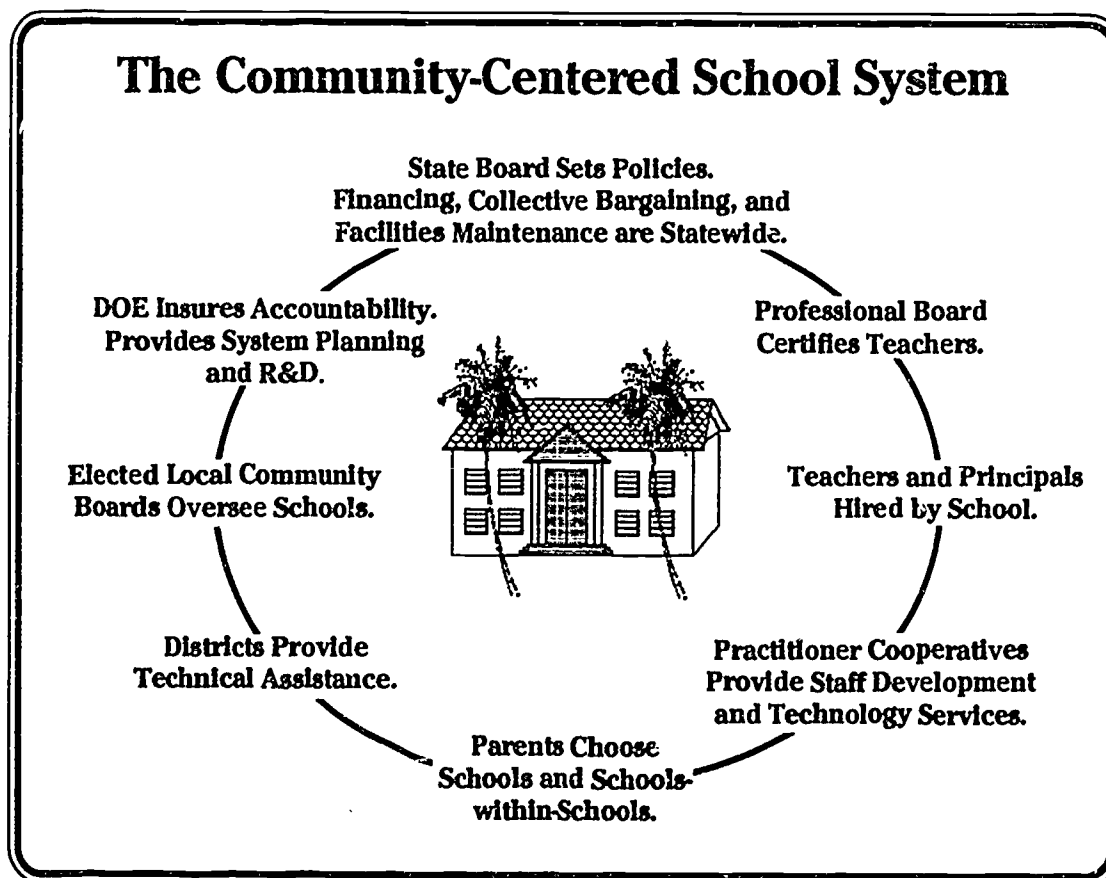 The Community-Centered School System
State Board Sets Policies.
Financing, Collective Bargaining, and
Facilities Maintenance are Statewide.
Professional Board
Certifies Teachers.
Teachers and Principals
Hired by School.
Practitioner Cooperatives
Provide Staff Development
and Technology Services.
Parents Choose
Schools and Schools-
within-Schools.
Districts Provide
Technical Assistance.
Elected Local Community
Boards Oversee Schools.
DOE Insures Accountability.
Provides System Planning
and R&D.